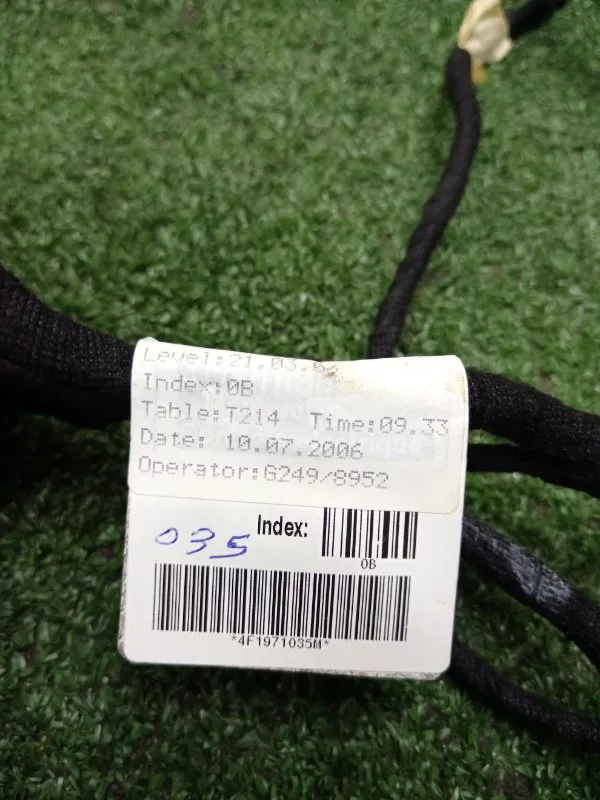 Level:21.03.
Index:0B
Table:T214 Time:09.33
Date: 10.07.2006
Operator:G249/8952
035 Index:
0B
*4F1971035M*